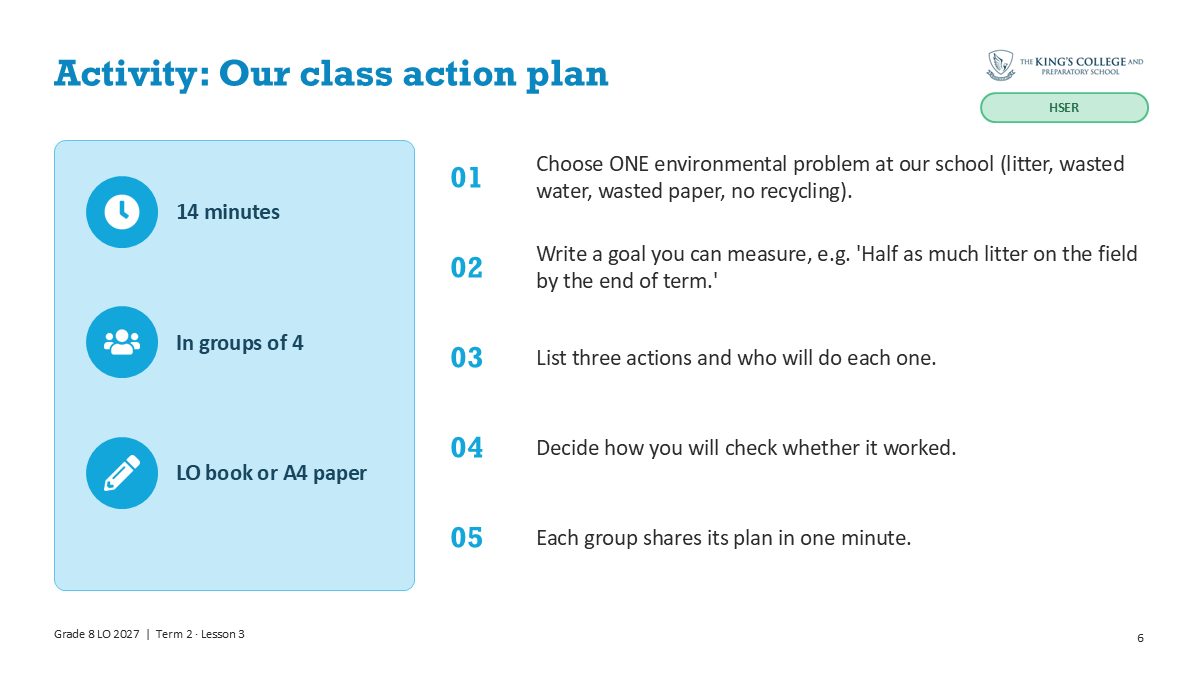 Activity: Our class action plan
THE KING'S COLLEGE AND
PREPARATORY SCHOOL
HSER
14 minutes
In groups of 4
LO book or A4 paper
01
Choose ONE environmental problem at our school (litter, wasted
water, wasted paper, no recycling).
02
Write a goal you can measure, e.g. 'Half as much litter on the field
by the end of term.'
03
List three actions and who will do each one.
04
Decide how you will check whether it worked.
05
Each group shares its plan in one minute.
Grade 8 LO 2027 | Term 2 · Lesson 3
6